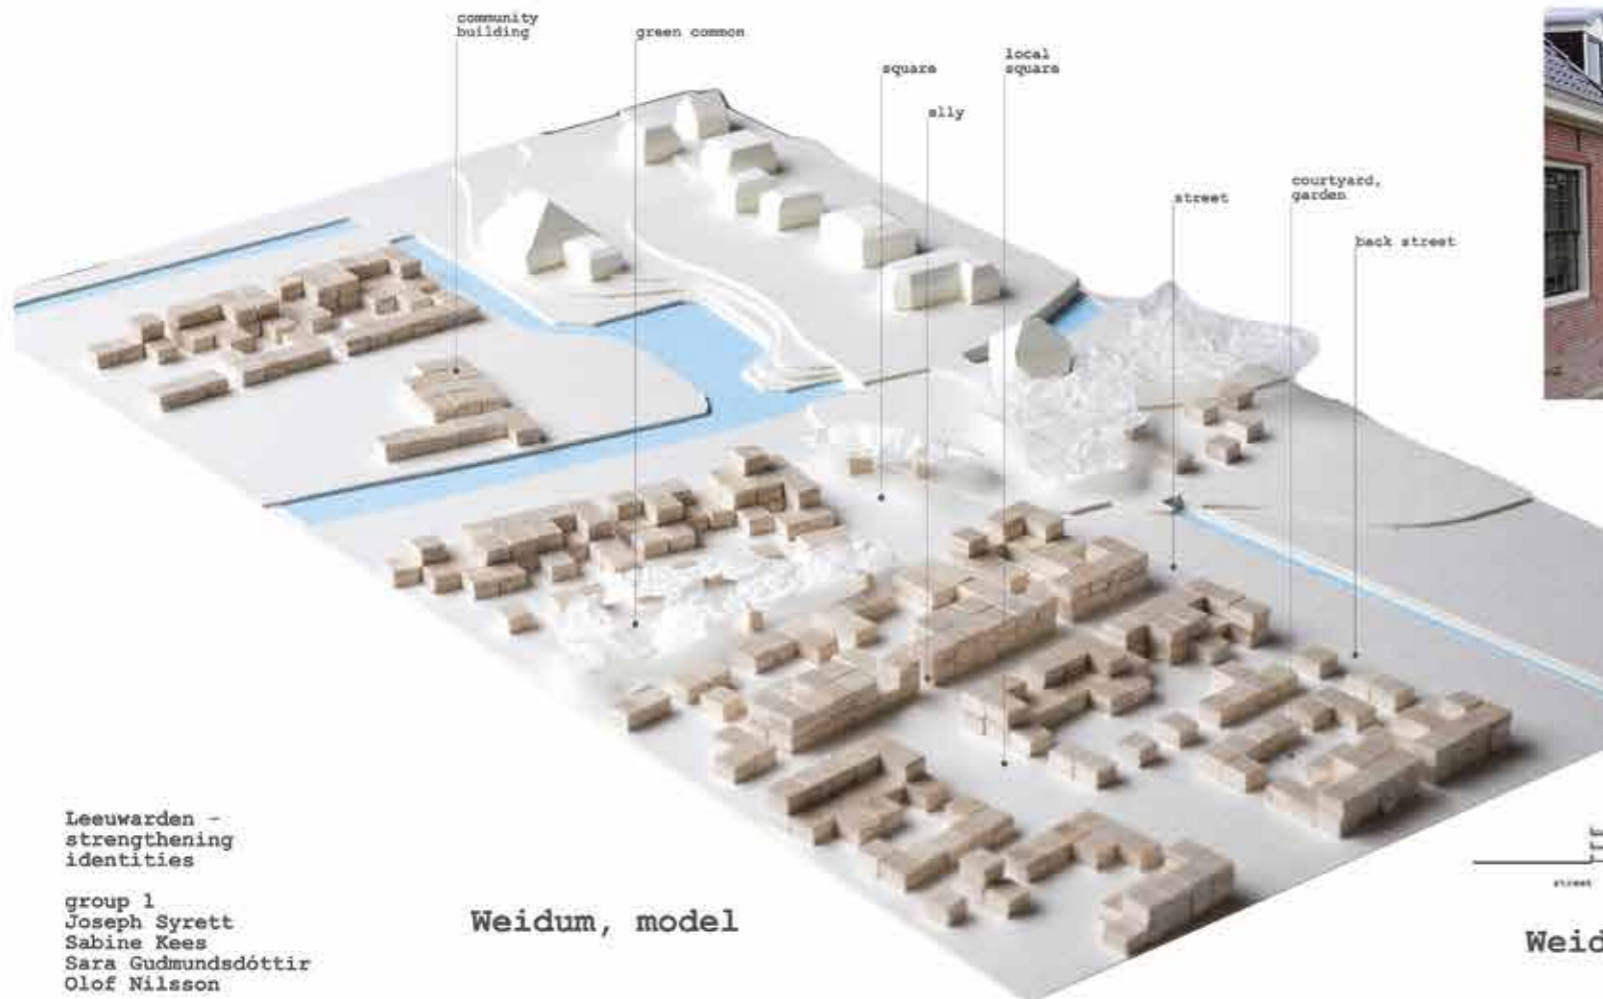 community
building
green common
square
local
square
ally
street
courtyard,
garden
back street
Leeuwarden -
strengthening
identities
group 1
Joseph Syrett
Sabine Kees
Sara Gudmundsdóttir
Olof Nilsson
Weidum, model
street
Weid